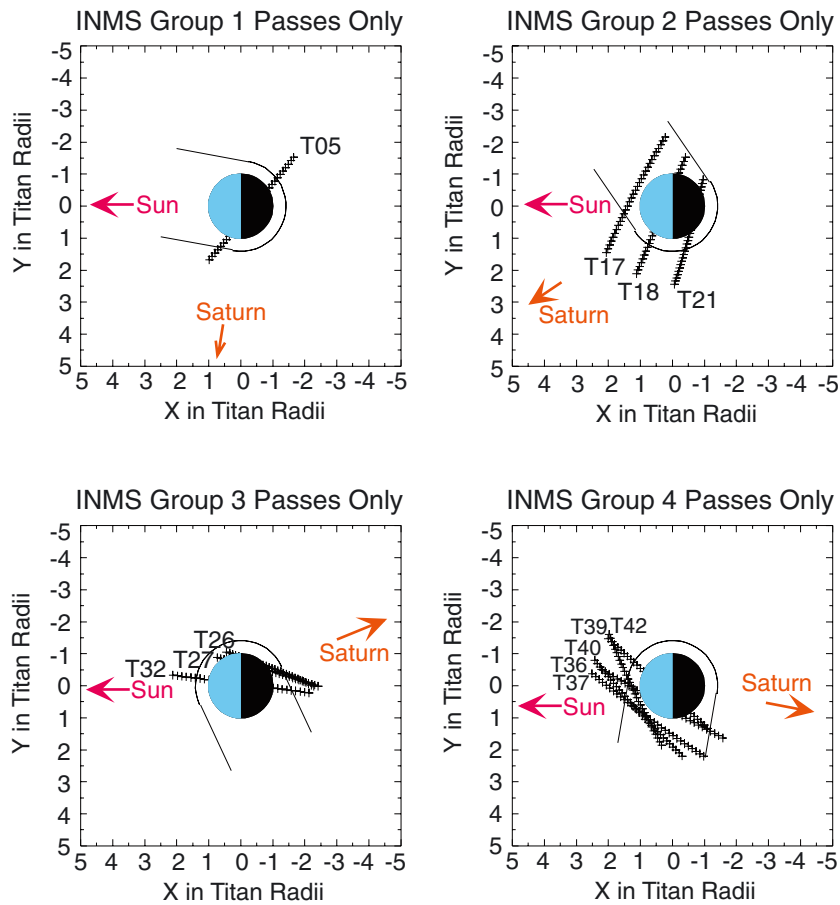 INMS Group 1 Passes Only
-5
-4
-3
-2
-1
0
1
2
3
4
5
Y in Titan Radii
T05
Sun
Saturn
5 4 3 2 1 0 -1 -2 -3 -4 -5
X in Titan Radii
INMS Group 2 Passes Only
-5
-4
-3
-2
-1
0
1
2
3
4
5
Y in Titan Radii
Sun
T17
T18
T21
Saturn
5 4 3 2 1 0 -1 -2 -3 -4 -5
X in Titan Radii
INMS Group 3 Passes Only
-5
-4
-3
-2
-1
0
1
2
3
4
5
Y in Titan Radii
T26
T27
T32
Saturn
Sun
5 4 3 2 1 0 -1 -2 -3 -4 -5
X in Titan Radii
INMS Group 4 Passes Only
-5
-4
-3
-2
-1
0
1
2
3
4
5
Y in Titan Radii
T39 T42
T40
T36
T37
Saturn
Sun
5 4 3 2 1 0 -1 -2 -3 -4 -5
X in Titan Radii